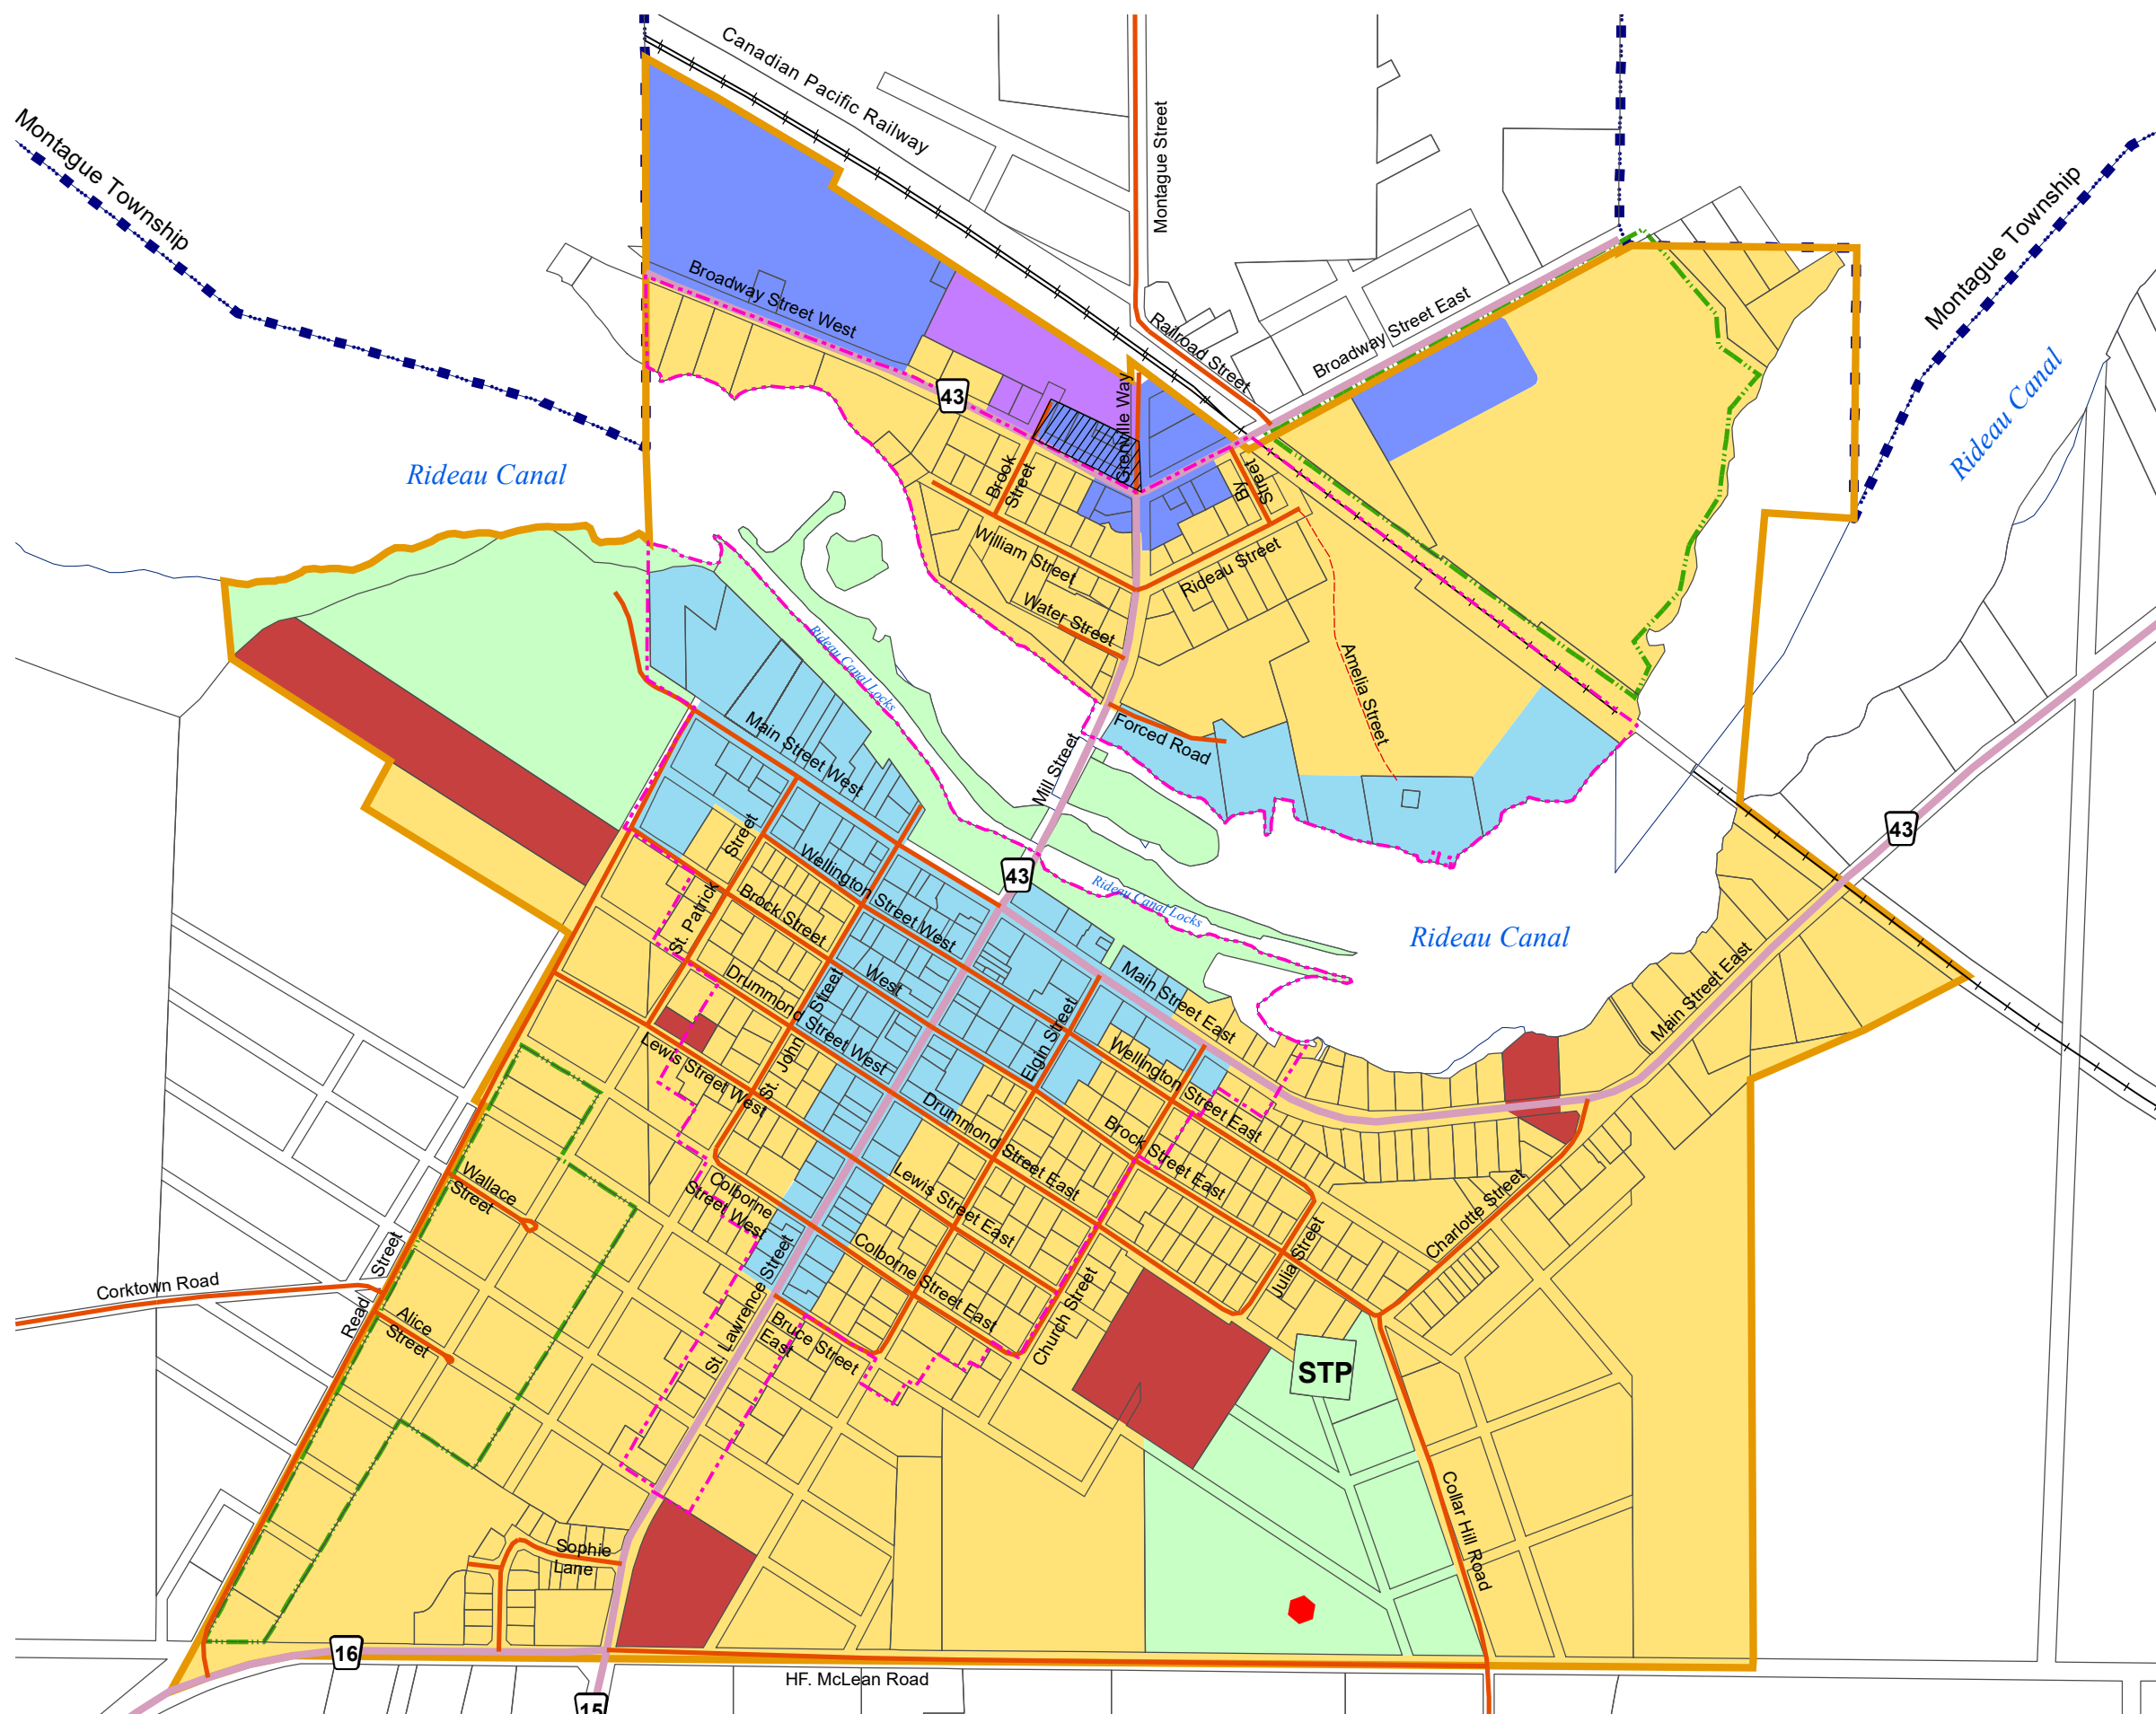 Canadian Pacific Railway
Montague Street
Montague Township
Montague Township
Broadway Street West
Railroad Street
Broadway Street East
Rideau Canal
43
Grenville Way
Rideau Canal
Brook
Street
By
Street
William Street
Rideau Street
Water Street
Rideau Canal Locks
Amelia Street
Forced Road
Main Street West
Mill Street
43
43
Street
St. Patrick
Wellington
Street West
Rideau Canal Locks
Rideau Canal
Brock Street
West
Main Street East
Main Street East
Drummond
Street West
Street
St. John
Elgin Street
Lewis Street West
Wellington
Street East
Drummond
Street East
Brock
Street East
Wallace
Street
Colborne
Street West
Lewis Street East
Charlotte Street
Colborne Street East
Julia Street
Corktown Road
Street
Read
Alice
Street
St. Lawrence Street
Bruce Street
East
Church Street
STP
Collar Hill Road
Sophie
Lane
16
HF. McLean Road
15